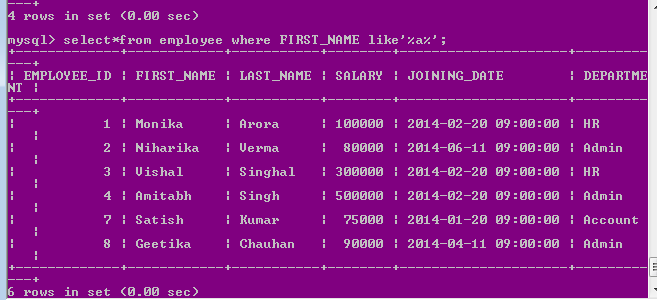 ---+
4 rows in set (0.00 sec)
mysql> select*from employee where FIRST_NAME like'%a%';
+-------------+------------+-----------+--------+---------------------+---------
---+
| EMPLOYEE_ID | FIRST_NAME | LAST_NAME | SALARY | JOINING_DATE | DEPARTME
NT |
+-------------+------------+-----------+--------+---------------------+---------
---+
| 1 | Monika | Arora | 100000 | 2014-02-20 09:00:00 | HR
|
| 2 | Niharika | Verma | 80000 | 2014-06-11 09:00:00 | Admin
|
| 3 | Vishal | Singhal | 300000 | 2014-02-20 09:00:00 | HR
|
| 4 | Amitabh | Singh | 500000 | 2014-02-20 09:00:00 | Admin
|
| 7 | Satish | Kumar | 75000 | 2014-01-20 09:00:00 | Account
|
| 8 | Geetika | Chauhan | 90000 | 2014-04-11 09:00:00 | Admin
|
+-------------+------------+-----------+--------+---------------------+---------
---+
6 rows in set (0.00 sec)